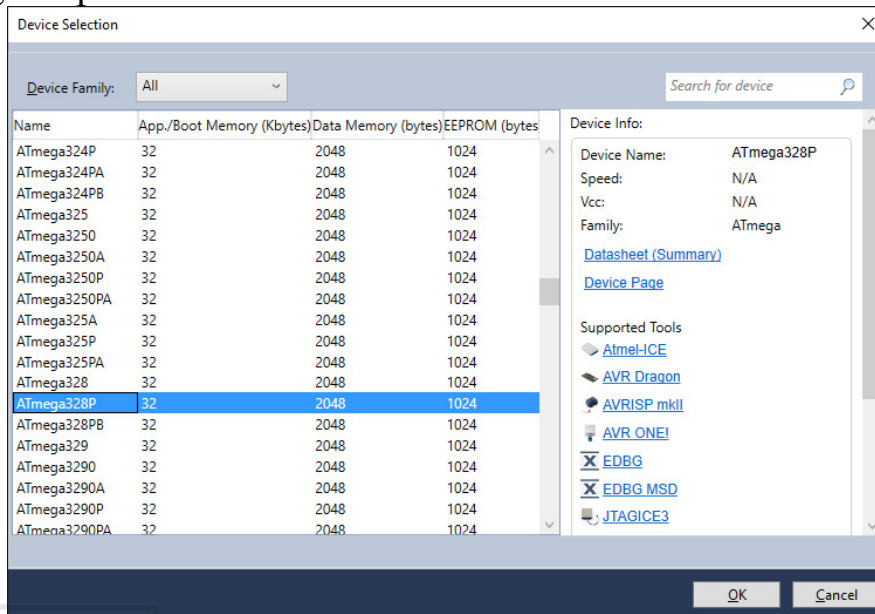 Device Selection
Device Family: All Search for device
Name App./Boot Memory (Kbytes) Data Memory (bytes) EEPROM (bytes
ATmega324P 32 2048 1024
ATmega324PA 32 2048 1024
ATmega324PB 32 2048 1024
ATmega325 32 2048 1024
ATmega3250 32 2048 1024
ATmega3250A 32 2048 1024
ATmega3250P 32 2048 1024
ATmega3250PA 32 2048 1024
ATmega325A 32 2048 1024
ATmega325P 32 2048 1024
ATmega325PA 32 2048 1024
ATmega328 32 2048 1024
ATmega328P 32 2048 1024
ATmega328PB 32 2048 1024
ATmega329 32 2048 1024
ATmega3290 32 2048 1024
ATmega3290A 32 2048 1024
ATmega3290P 32 2048 1024
ATmega3290PA 32 2048 1024
Device Info:
Device Name: ATmega328P
Speed: N/A
Vcc: N/A
Family: ATmega
Datasheet (Summary)
Device Page
Supported Tools
Atmel-ICE
AVR Dragon
AVRISP mkII
AVR ONE!
EDBG
EDBG MSD
JTAGICE3
OK Cancel